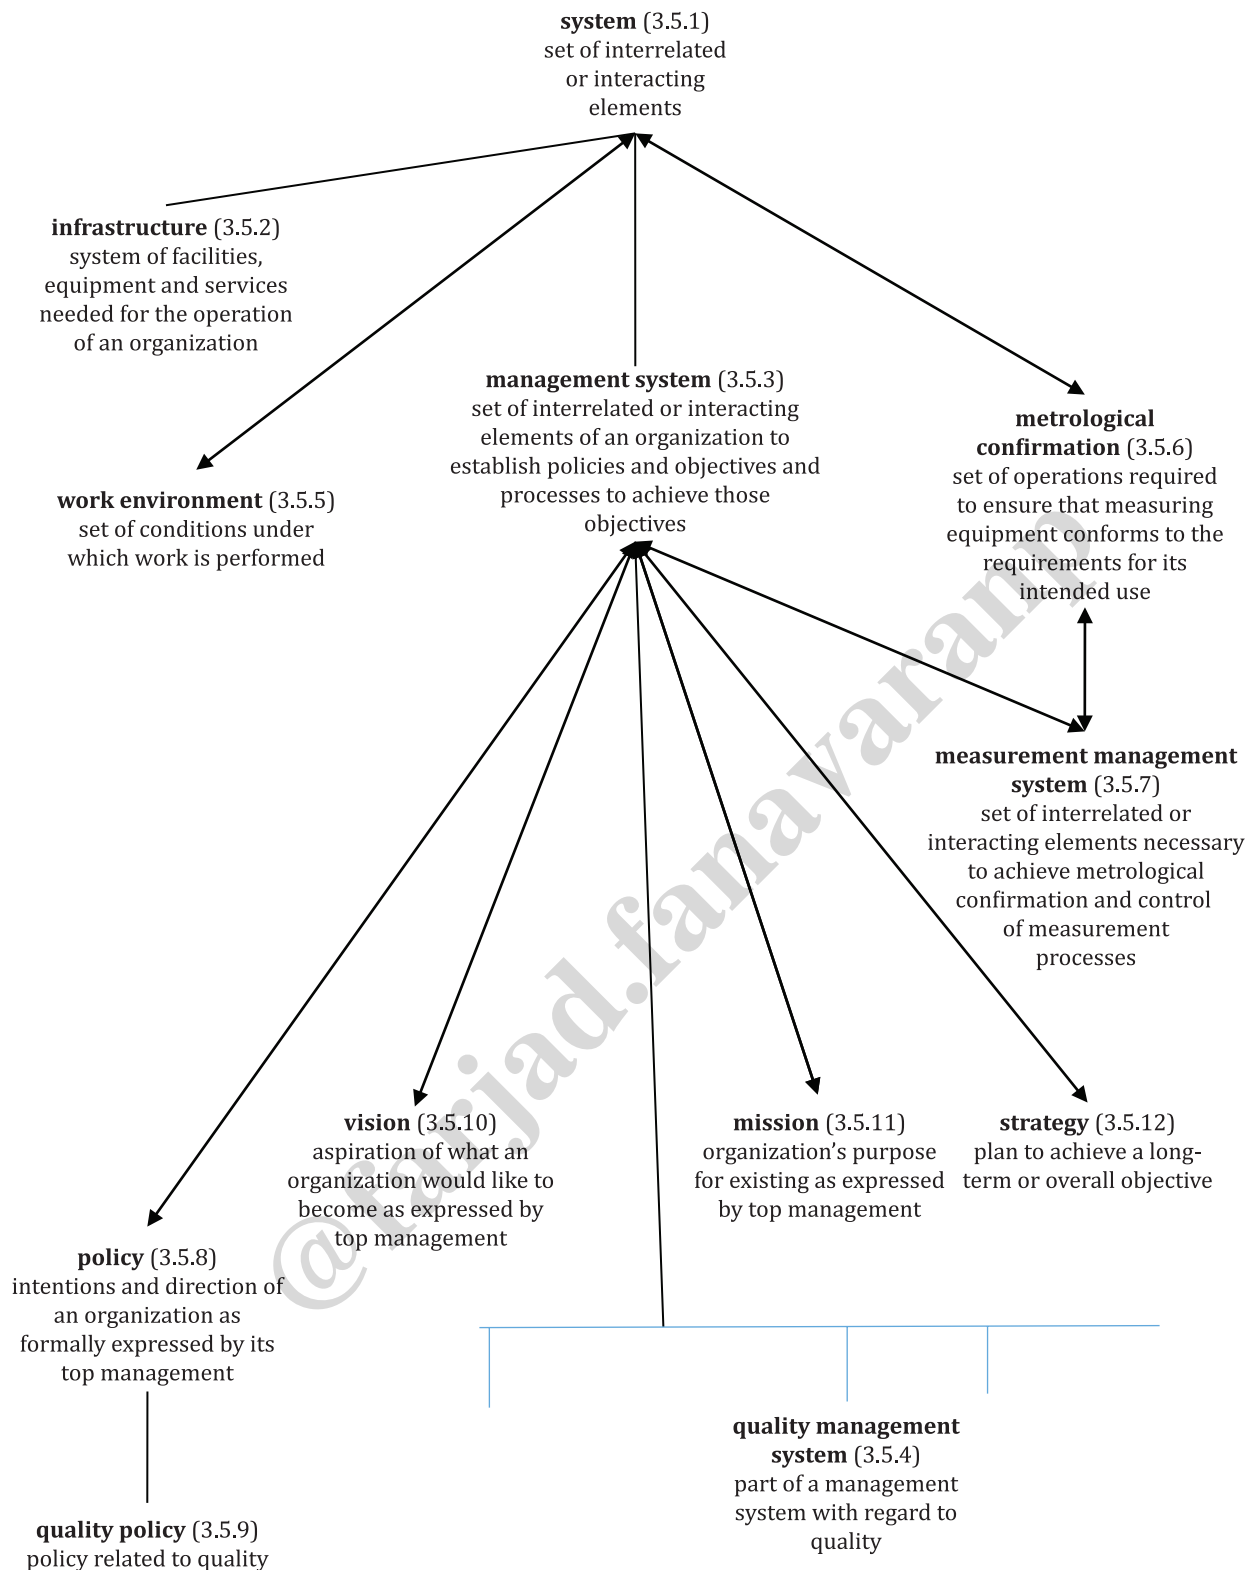 system (3.5.1)
set of interrelated
or interacting
elements
infrastructure (3.5.2)
system of facilities,
equipment and services
needed for the operation
of an organization
management system (3.5.3)
set of interrelated or interacting
elements of an organization to
establish policies and objectives and
processes to achieve those
objectives
metrological
confirmation (3.5.6)
set of operations required
to ensure that measuring
equipment conforms to the
requirements for its
intended use
work environment (3.5.5)
set of conditions under
which work is performed
measurement management
system (3.5.7)
set of interrelated or
interacting elements necessary
to achieve metrological
confirmation and control
of measurement
processes
vision (3.5.10)
aspiration of what an
organization would like to
become as expressed by
top management
mission (3.5.11)
organization's purpose
for existing as expressed
by top management
strategy (3.5.12)
plan to achieve a long-
term or overall objective
policy (3.5.8)
intentions and direction of
an organization as
formally expressed by its
top management
quality management
system (3.5.4)
part of a management
system with regard to
quality
quality policy (3.5.9)
policy related to quality
@farjad.fanavaranp